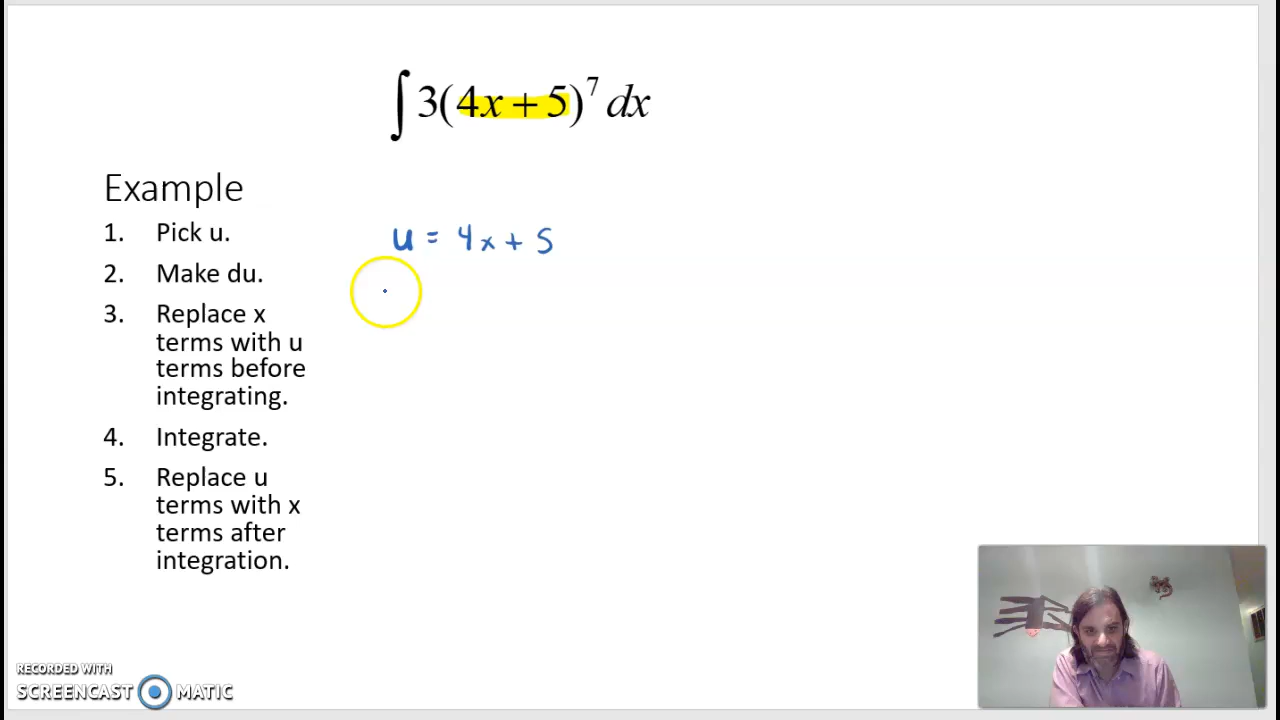 ∫ 3(4x + 5)⁷ dx
Example
1. Pick u.
u = 4x + 5
2. Make du.
3. Replace x
terms with u
terms before
integrating.
4. Integrate.
5. Replace u
terms with x
terms after
integration.
RECORDED WITH
SCREENCAST MATIC